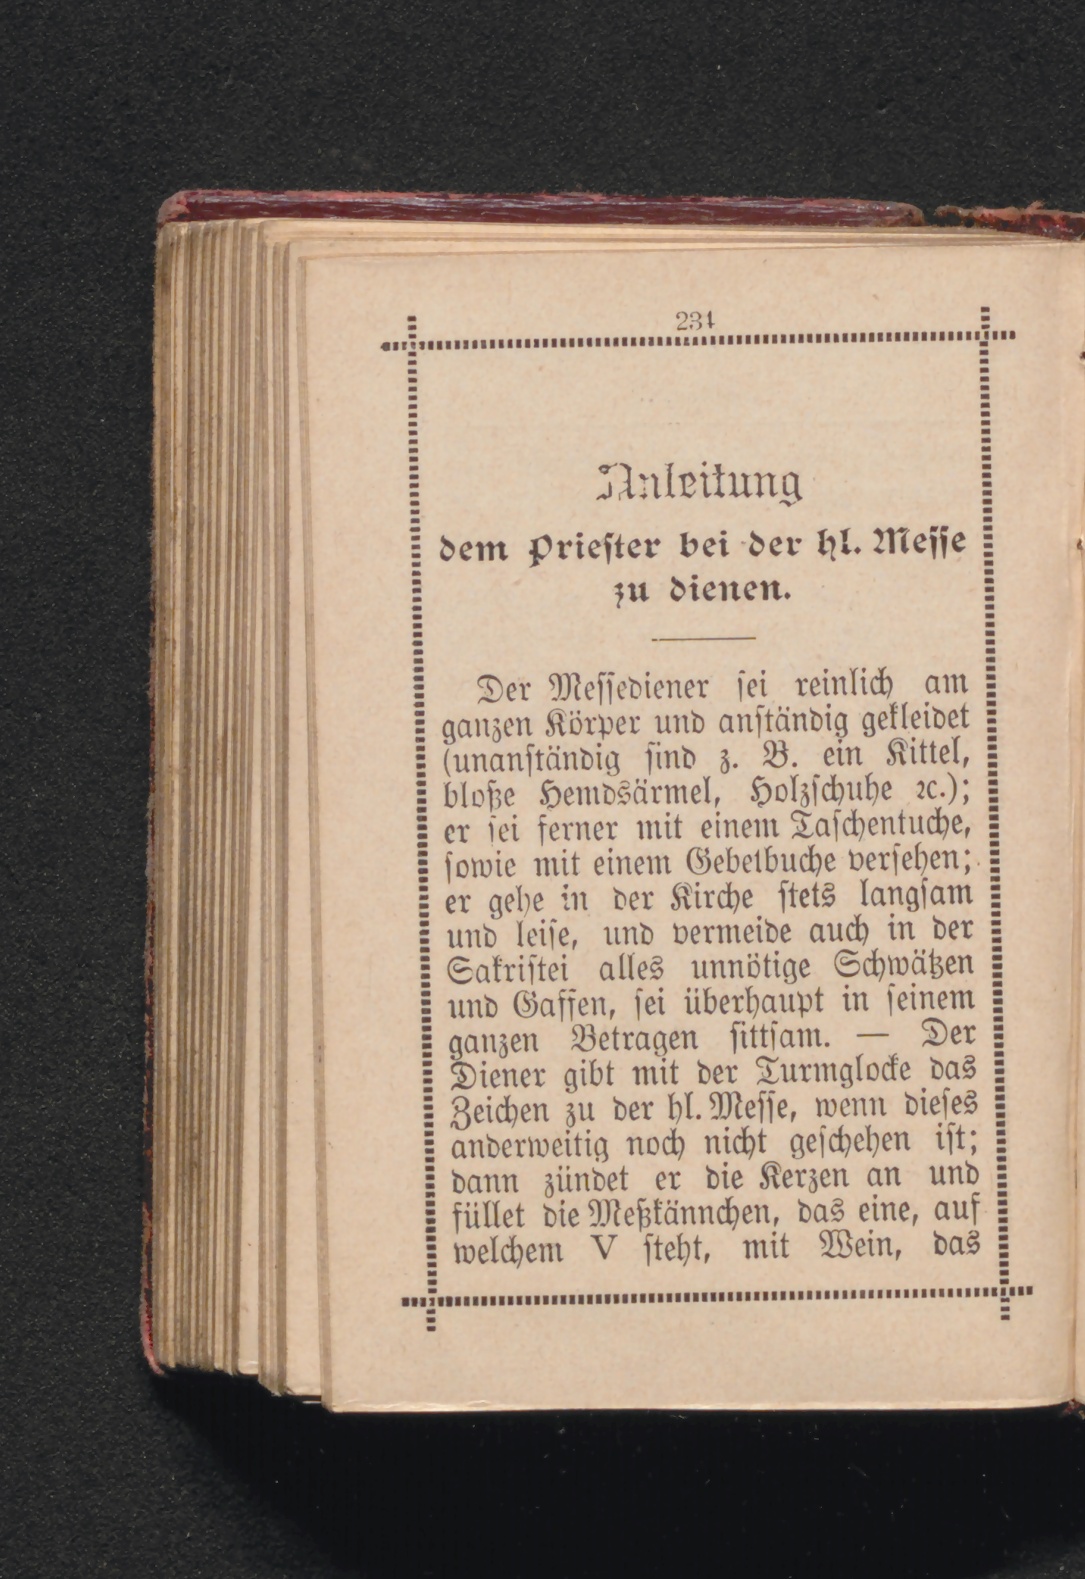 234
Anleitung
dem Priester bei der hl. Messe
zu dienen.
Der Messediener sei reinlich am
ganzen Körper und anständig gekleidet
(unanständig sind z. B. ein Kittel,
bloße Hemdsärmel, Holzschuhe ꝛc.);
er sei ferner mit einem Taschentuche,
sowie mit einem Gebetbuche versehen;
er gehe in der Kirche stets langsam
und leise, und vermeide auch in der
Sakristei alles unnötige Schwätzen
und Gaffen, sei überhaupt in seinem
ganzen Betragen sittsam. — Der
Diener gibt mit der Turmglocke das
Zeichen zu der hl. Messe, wenn dieses
anderweitig noch nicht geschehen ist;
dann zündet er die Kerzen an und
füllet die Meßkännchen, das eine, auf
welchem V steht, mit Wein, das